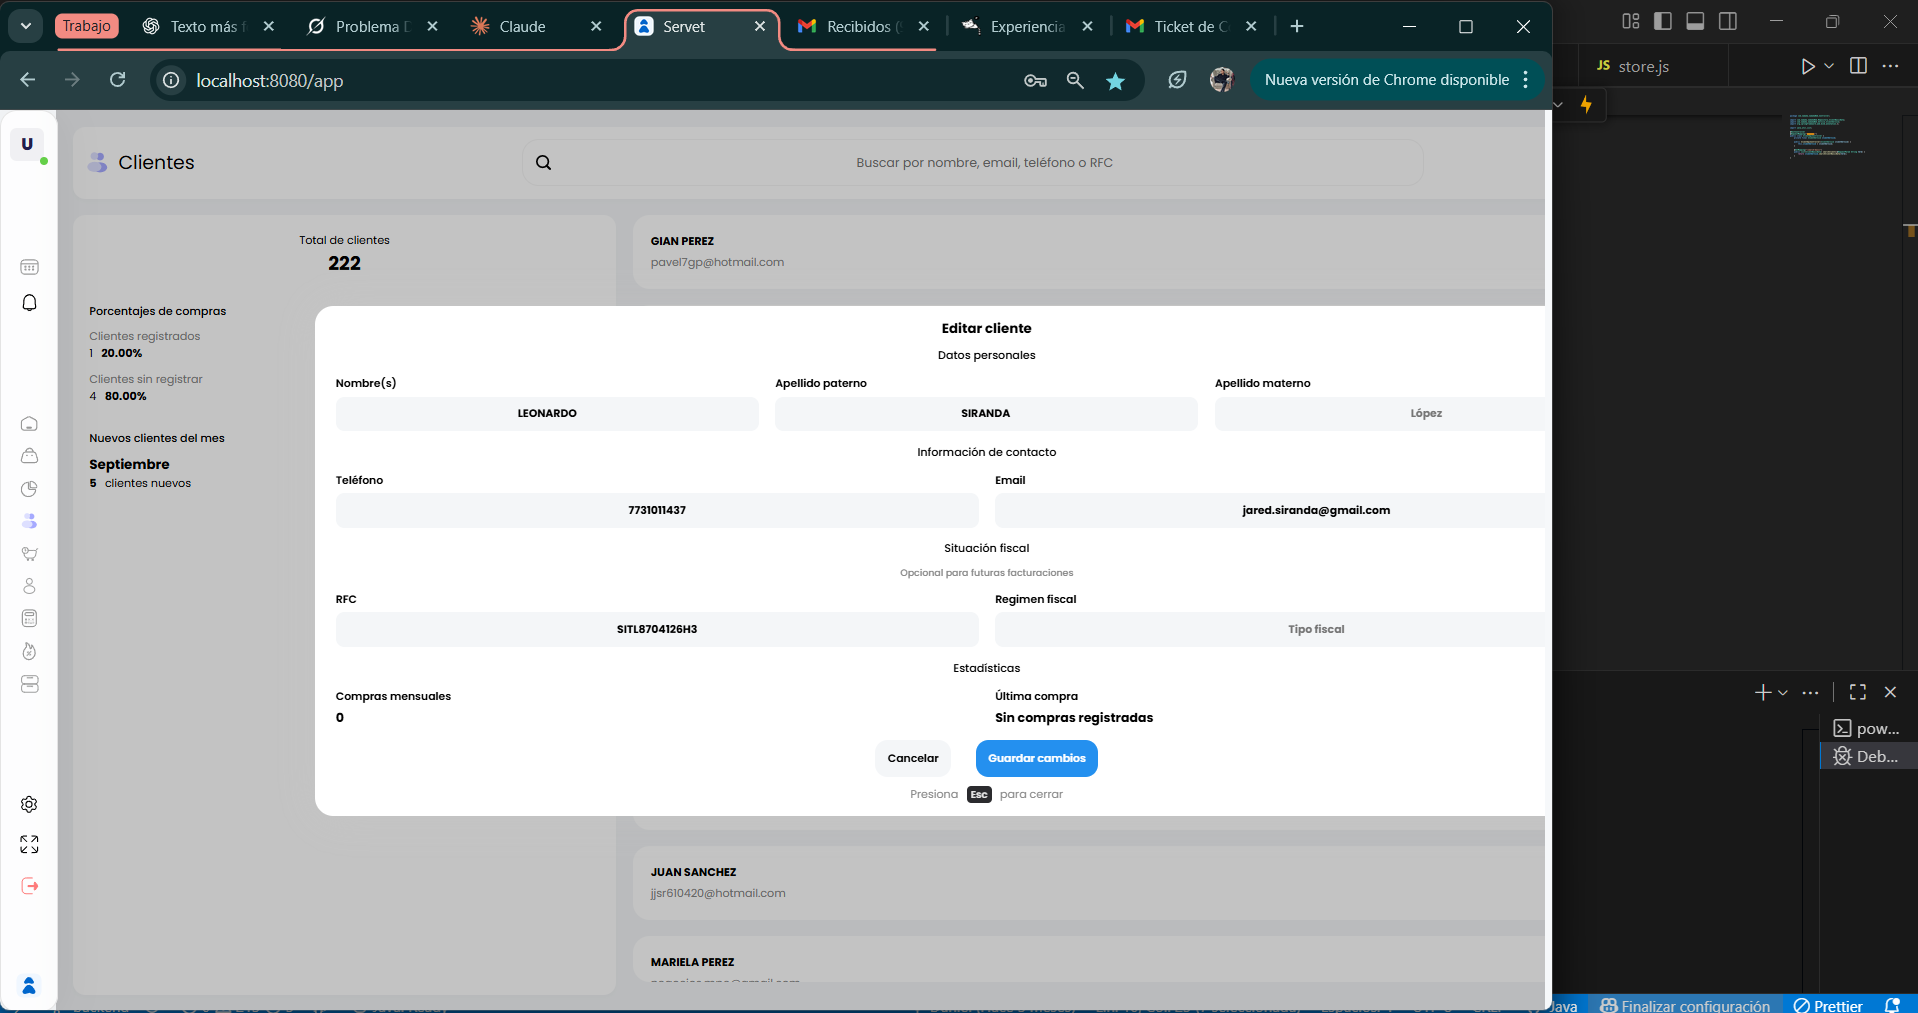 Trabajo
Texto más f
Problema D
Claude
Servet
Recibidos (
Experiencia
Ticket de C
localhost:8080/app
Nueva versión de Chrome disponible
JS store.js
U
Clientes
Buscar por nombre, email, teléfono o RFC
Total de clientes
222
Porcentajes de compras
Clientes registrados
1 20.00%
Clientes sin registrar
4 80.00%
Nuevos clientes del mes
Septiembre
5 clientes nuevos
GIAN PEREZ
pavel7gp@hotmail.com
Editar cliente
Datos personales
Nombre(s) Apellido paterno Apellido materno
LEONARDO SIRANDA López
Información de contacto
Teléfono Email
7731011437 jared.siranda@gmail.com
Situación fiscal
Opcional para futuras facturaciones
RFC Regimen fiscal
SITL8704126H3 Tipo fiscal
Estadísticas
Compras mensuales Última compra
0 Sin compras registradas
Cancelar Guardar cambios
Presiona Esc para cerrar
JUAN SANCHEZ
jjsr610420@hotmail.com
MARIELA PEREZ
pow...
Deb...
Java Finalizar configuración Prettier